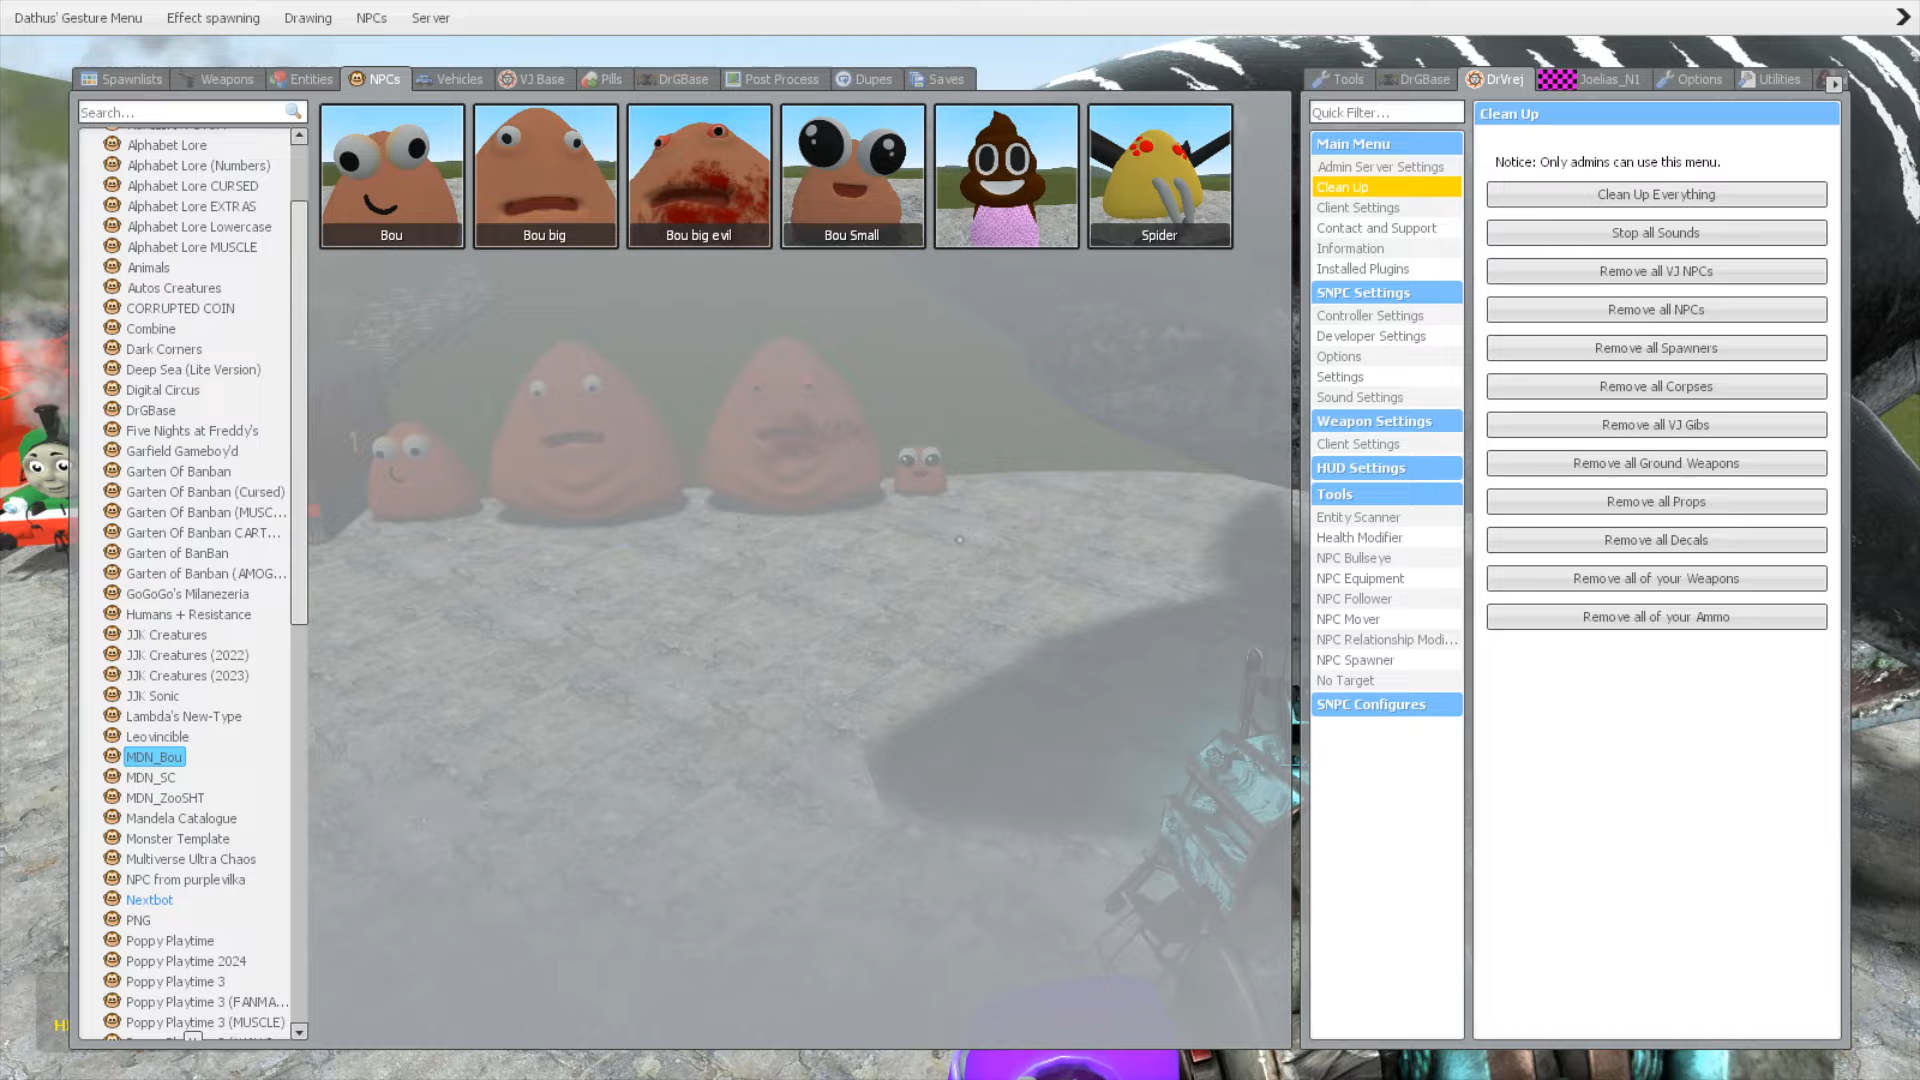 Dathus' Gesture Menu Effect spawning Drawing NPCs Server
Spawnlists Weapons Entities NPCs Vehicles VJ Base Pills DrGBase Post Process Dupes Saves
Search...
Alphabet Lore
Alphabet Lore (Numbers)
Alphabet Lore CURSED
Alphabet Lore EXTRAS
Alphabet Lore Lowercase
Alphabet Lore MUSCLE
Animals
Autos Creatures
CORRUPTED COIN
Combine
Dark Corners
Deep Sea (Lite Version)
Digital Circus
DrGBase
Five Nights at Freddy's
Garfield Gameboy'd
Garten Of Banban
Garten Of Banban (Cursed)
Garten Of Banban (MUSC...
Garten Of Banban CART...
Garten of BanBan
Garten of Banban (AMOG...
GoGoGo's Milanezeria
Humans + Resistance
JJK Creatures
JJK Creatures (2022)
JJK Creatures (2023)
JJK Sonic
Lambda's New-Type
Leovincible
MDN_Bou
MDN_SC
MDN_ZooSHT
Mandela Catalogue
Monster Template
Multiverse Ultra Chaos
NPC from purplevilka
Nextbot
PNG
Poppy Playtime
Poppy Playtime 2024
Poppy Playtime 3
Poppy Playtime 3 (FANMA...
Poppy Playtime 3 (MUSCLE)
Bou
Bou big
Bou big evil
Bou Small
Spider
Tools DrGBase DrVrej Joelias_N1 Options Utilities
Quick Filter...
Main Menu
Admin Server Settings
Clean Up
Client Settings
Contact and Support
Information
Installed Plugins
SNPC Settings
Controller Settings
Developer Settings
Options
Settings
Sound Settings
Weapon Settings
Client Settings
HUD Settings
Tools
Entity Scanner
Health Modifier
NPC Bullseye
NPC Equipment
NPC Follower
NPC Mover
NPC Relationship Modi...
NPC Spawner
No Target
SNPC Configures
Clean Up
Notice: Only admins can use this menu.
Clean Up Everything
Stop all Sounds
Remove all VJ NPCs
Remove all NPCs
Remove all Spawners
Remove all Corpses
Remove all VJ Gibs
Remove all Ground Weapons
Remove all Props
Remove all Decals
Remove all of your Weapons
Remove all of your Ammo